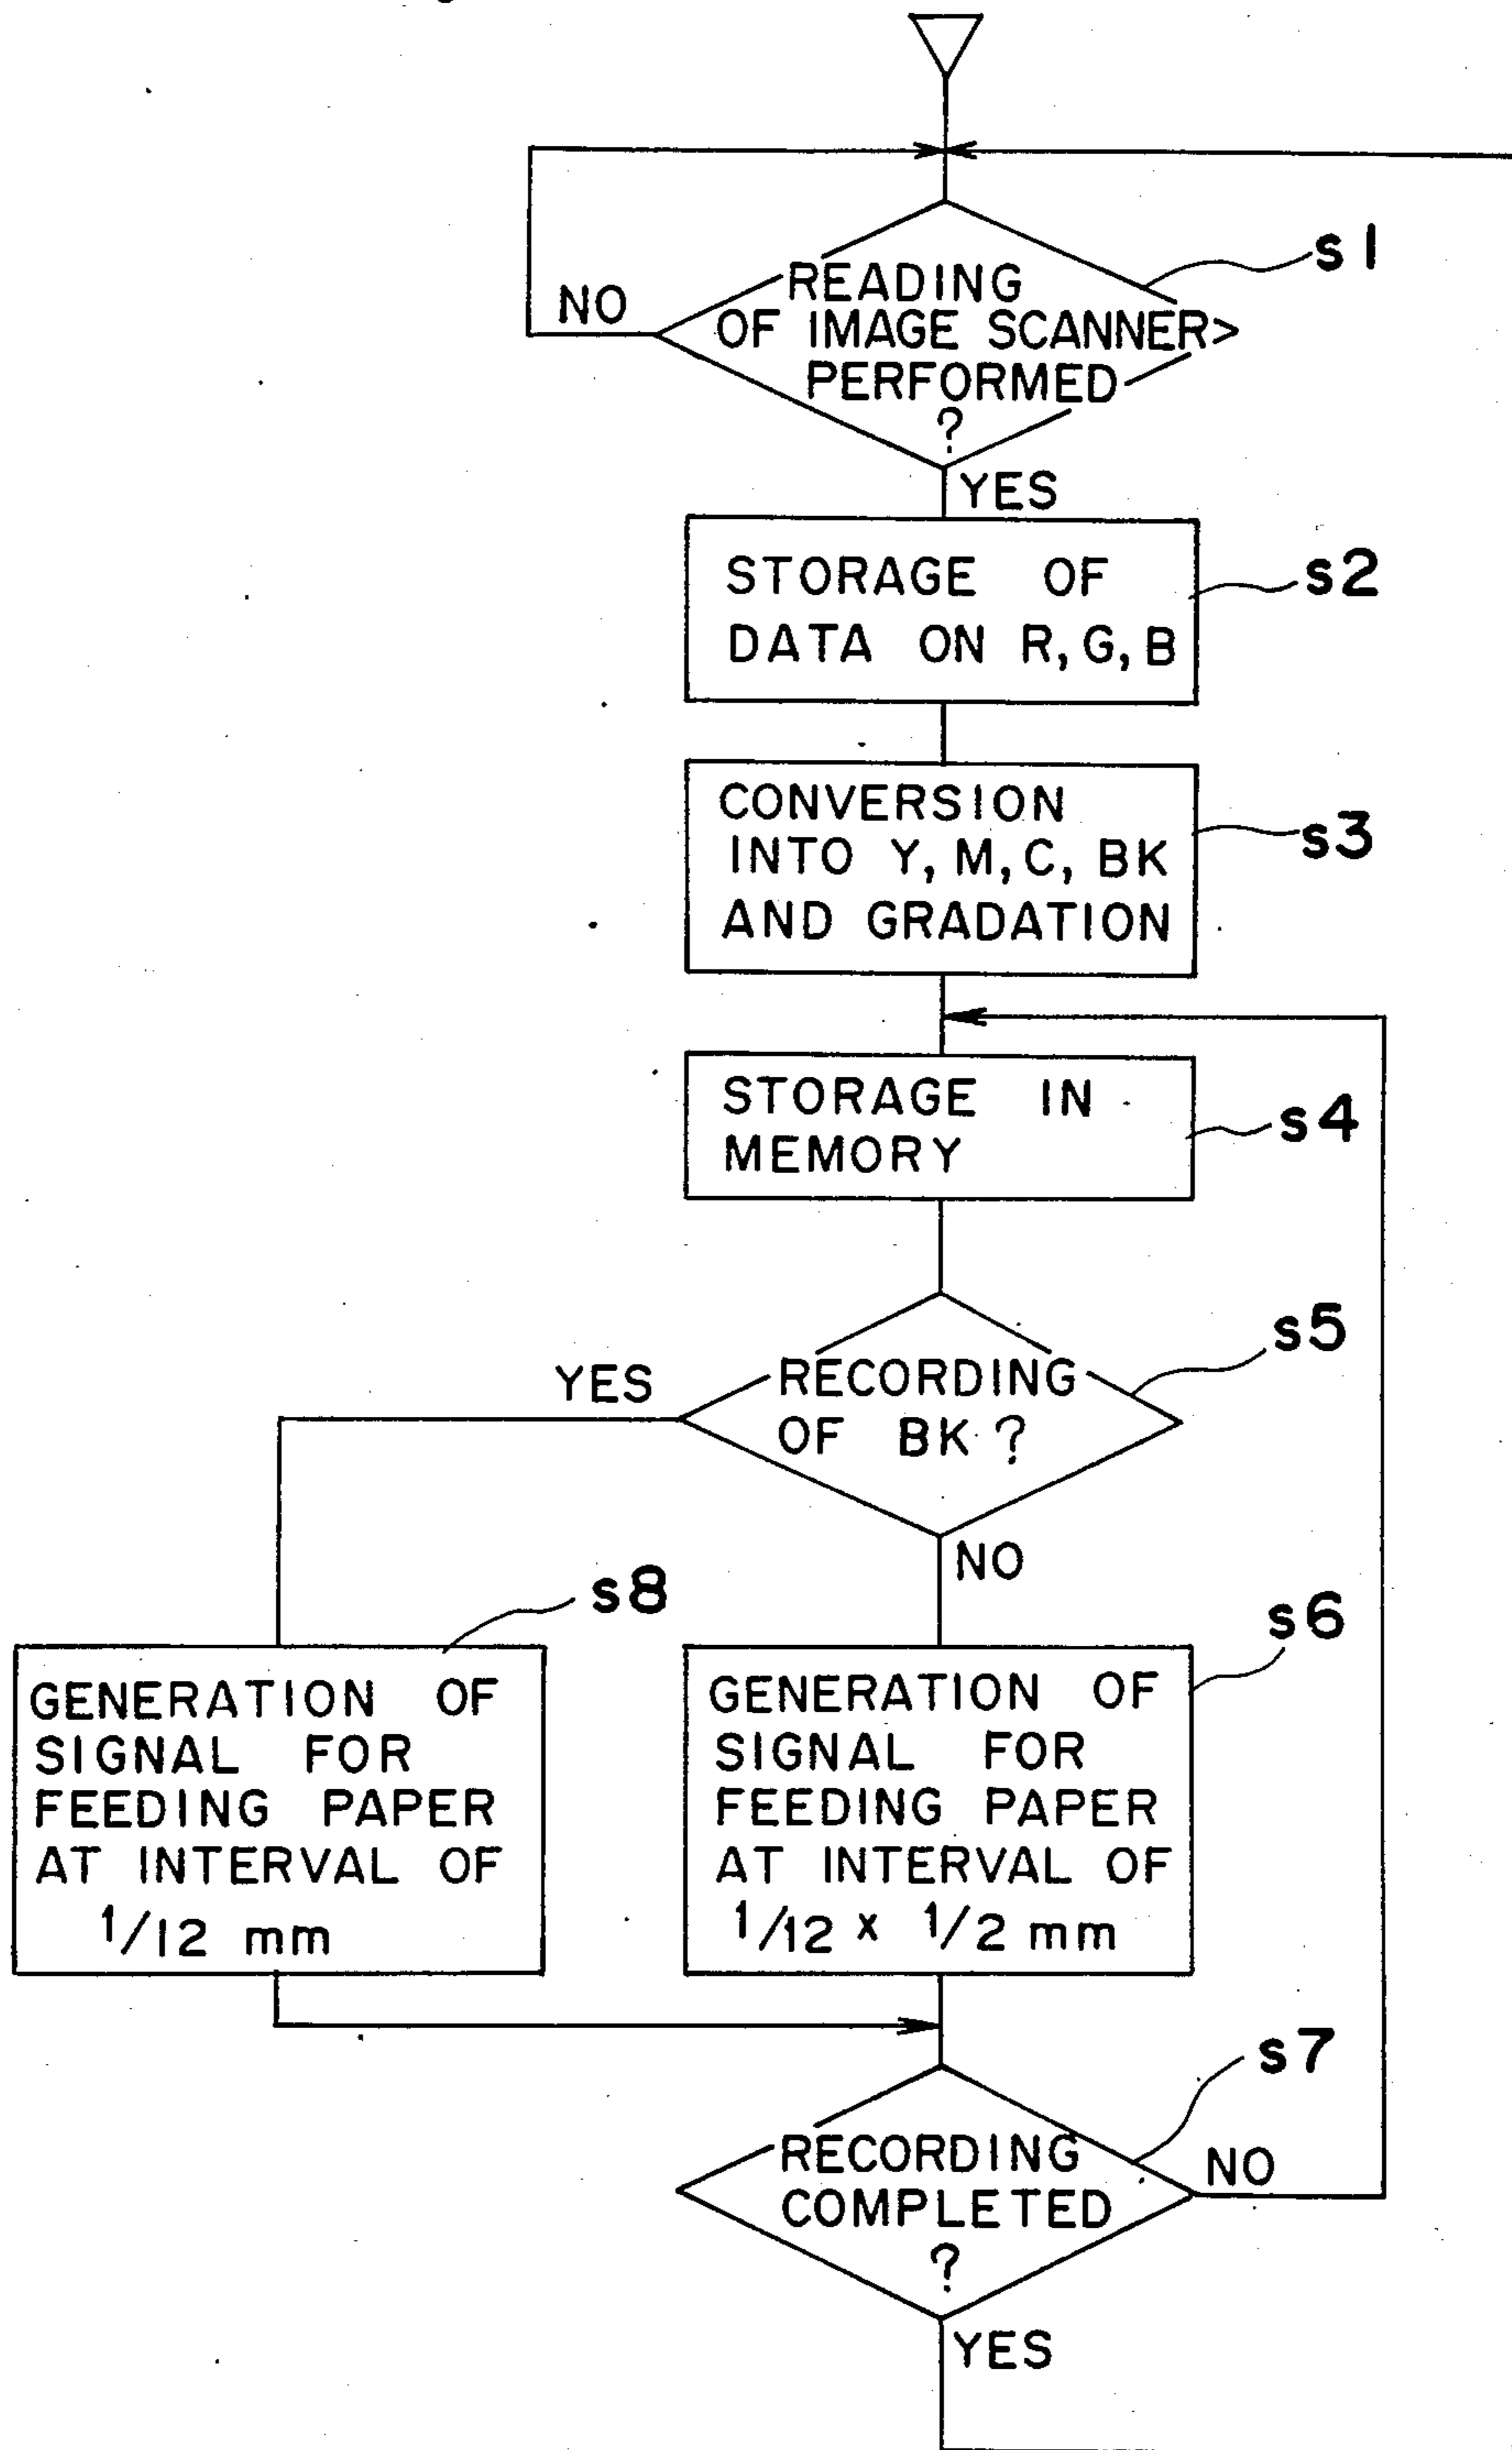 s1
READING
NO
OF IMAGE SCANNER>
PERFORMED
?
YES
STORAGE OF
DATA ON R, G, B
s2
CONVERSION
INTO Y, M, C, BK
AND GRADATION
s3
STORAGE IN
MEMORY
s4
s5
YES
RECORDING
OF BK ?
NO
s8
s6
GENERATION OF
SIGNAL FOR
FEEDING PAPER
AT INTERVAL OF
1/12 mm
GENERATION OF
SIGNAL FOR
FEEDING PAPER
AT INTERVAL OF
1/12 x 1/2 mm
s7
RECORDING
COMPLETED
?
NO
YES